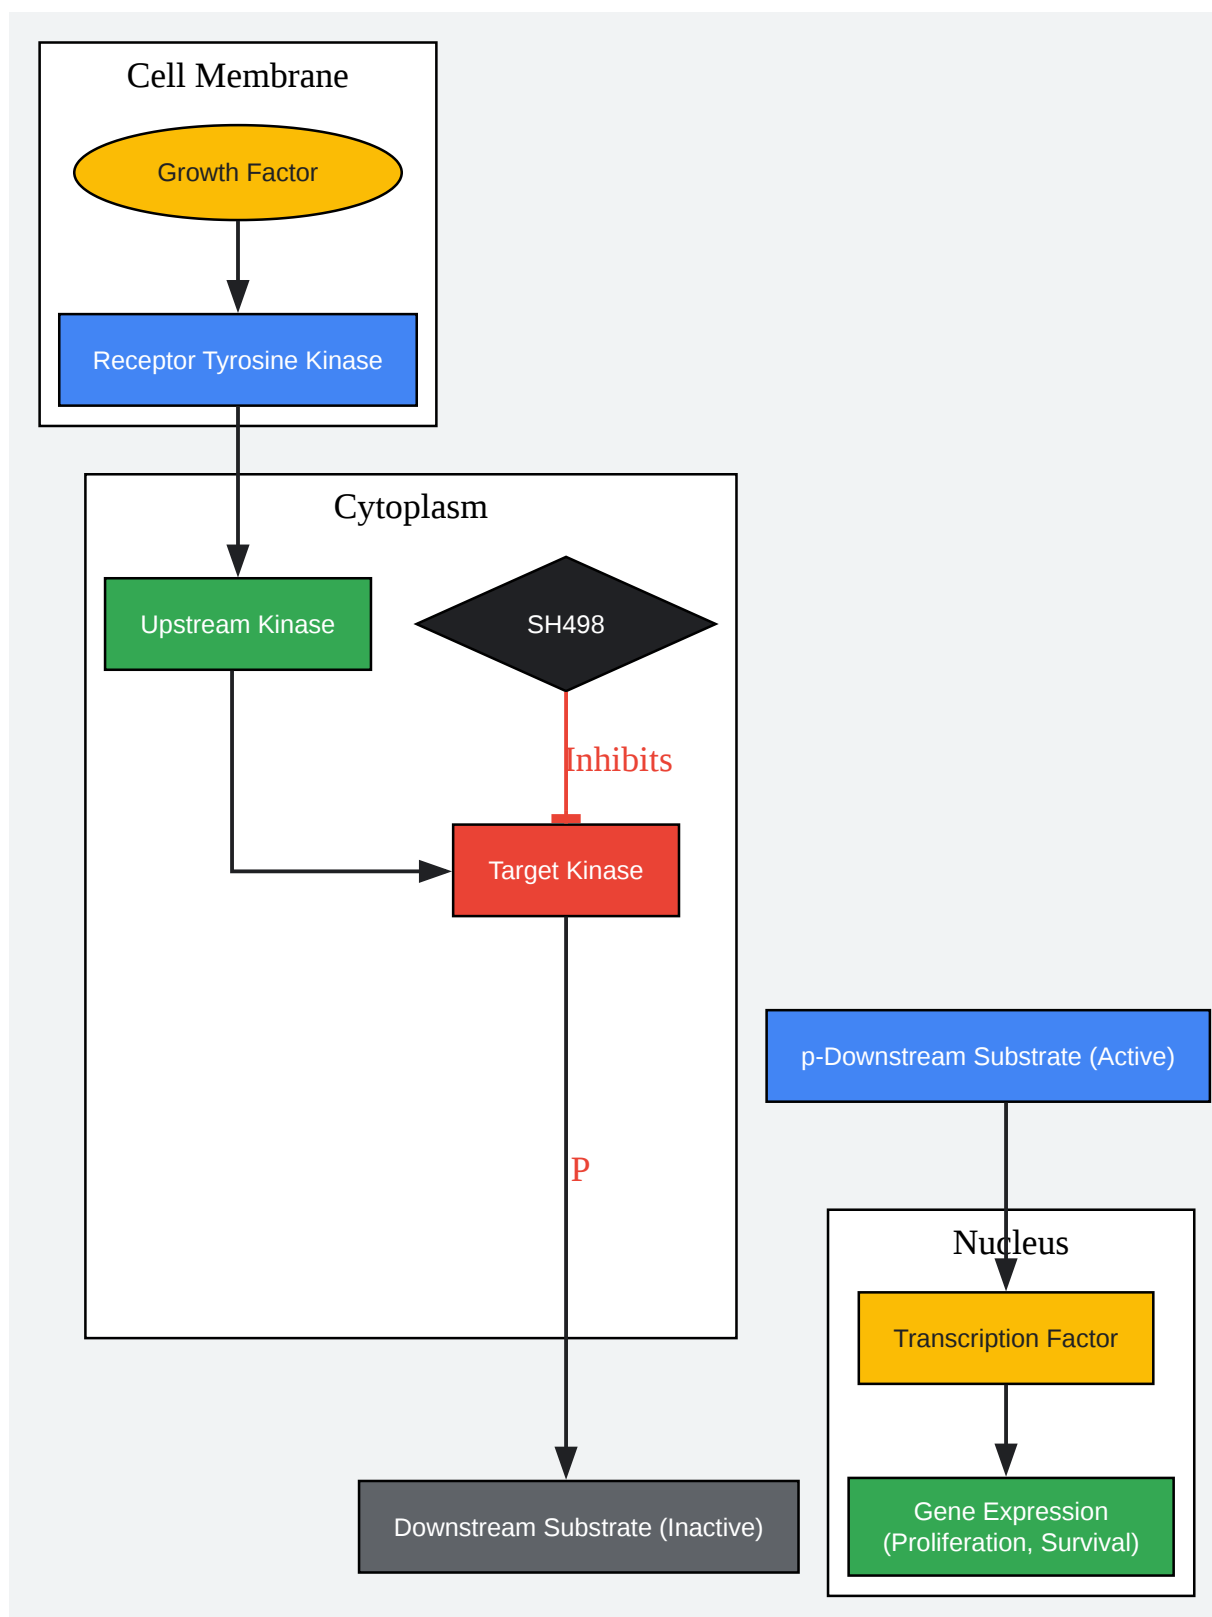 Cell Membrane
Growth Factor
Receptor Tyrosine Kinase
Cytoplasm
Upstream Kinase
SH498
Inhibits
Target Kinase
p-Downstream Substrate (Active)
P
Nucleus
Transcription Factor
Downstream Substrate (Inactive)
Gene Expression
(Proliferation, Survival)